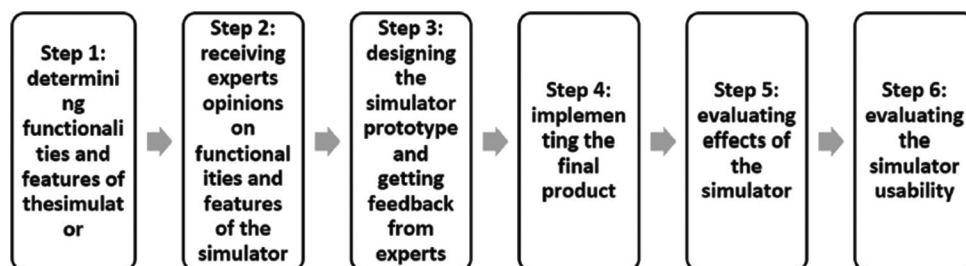 Step 1:
determini
ng
functionali
ties and
features of
thesimulat
or
Step 2:
receiving
experts
opinions
on
functional
ities and
features
of the
simulator
Step 3:
designing
the
simulator
prototype
and
getting
feedback
from
experts
Step 4:
implemen
ting the
final
product
Step 5:
evaluating
effects of
the
simulator
Step 6:
evaluating
the
simulator
usability